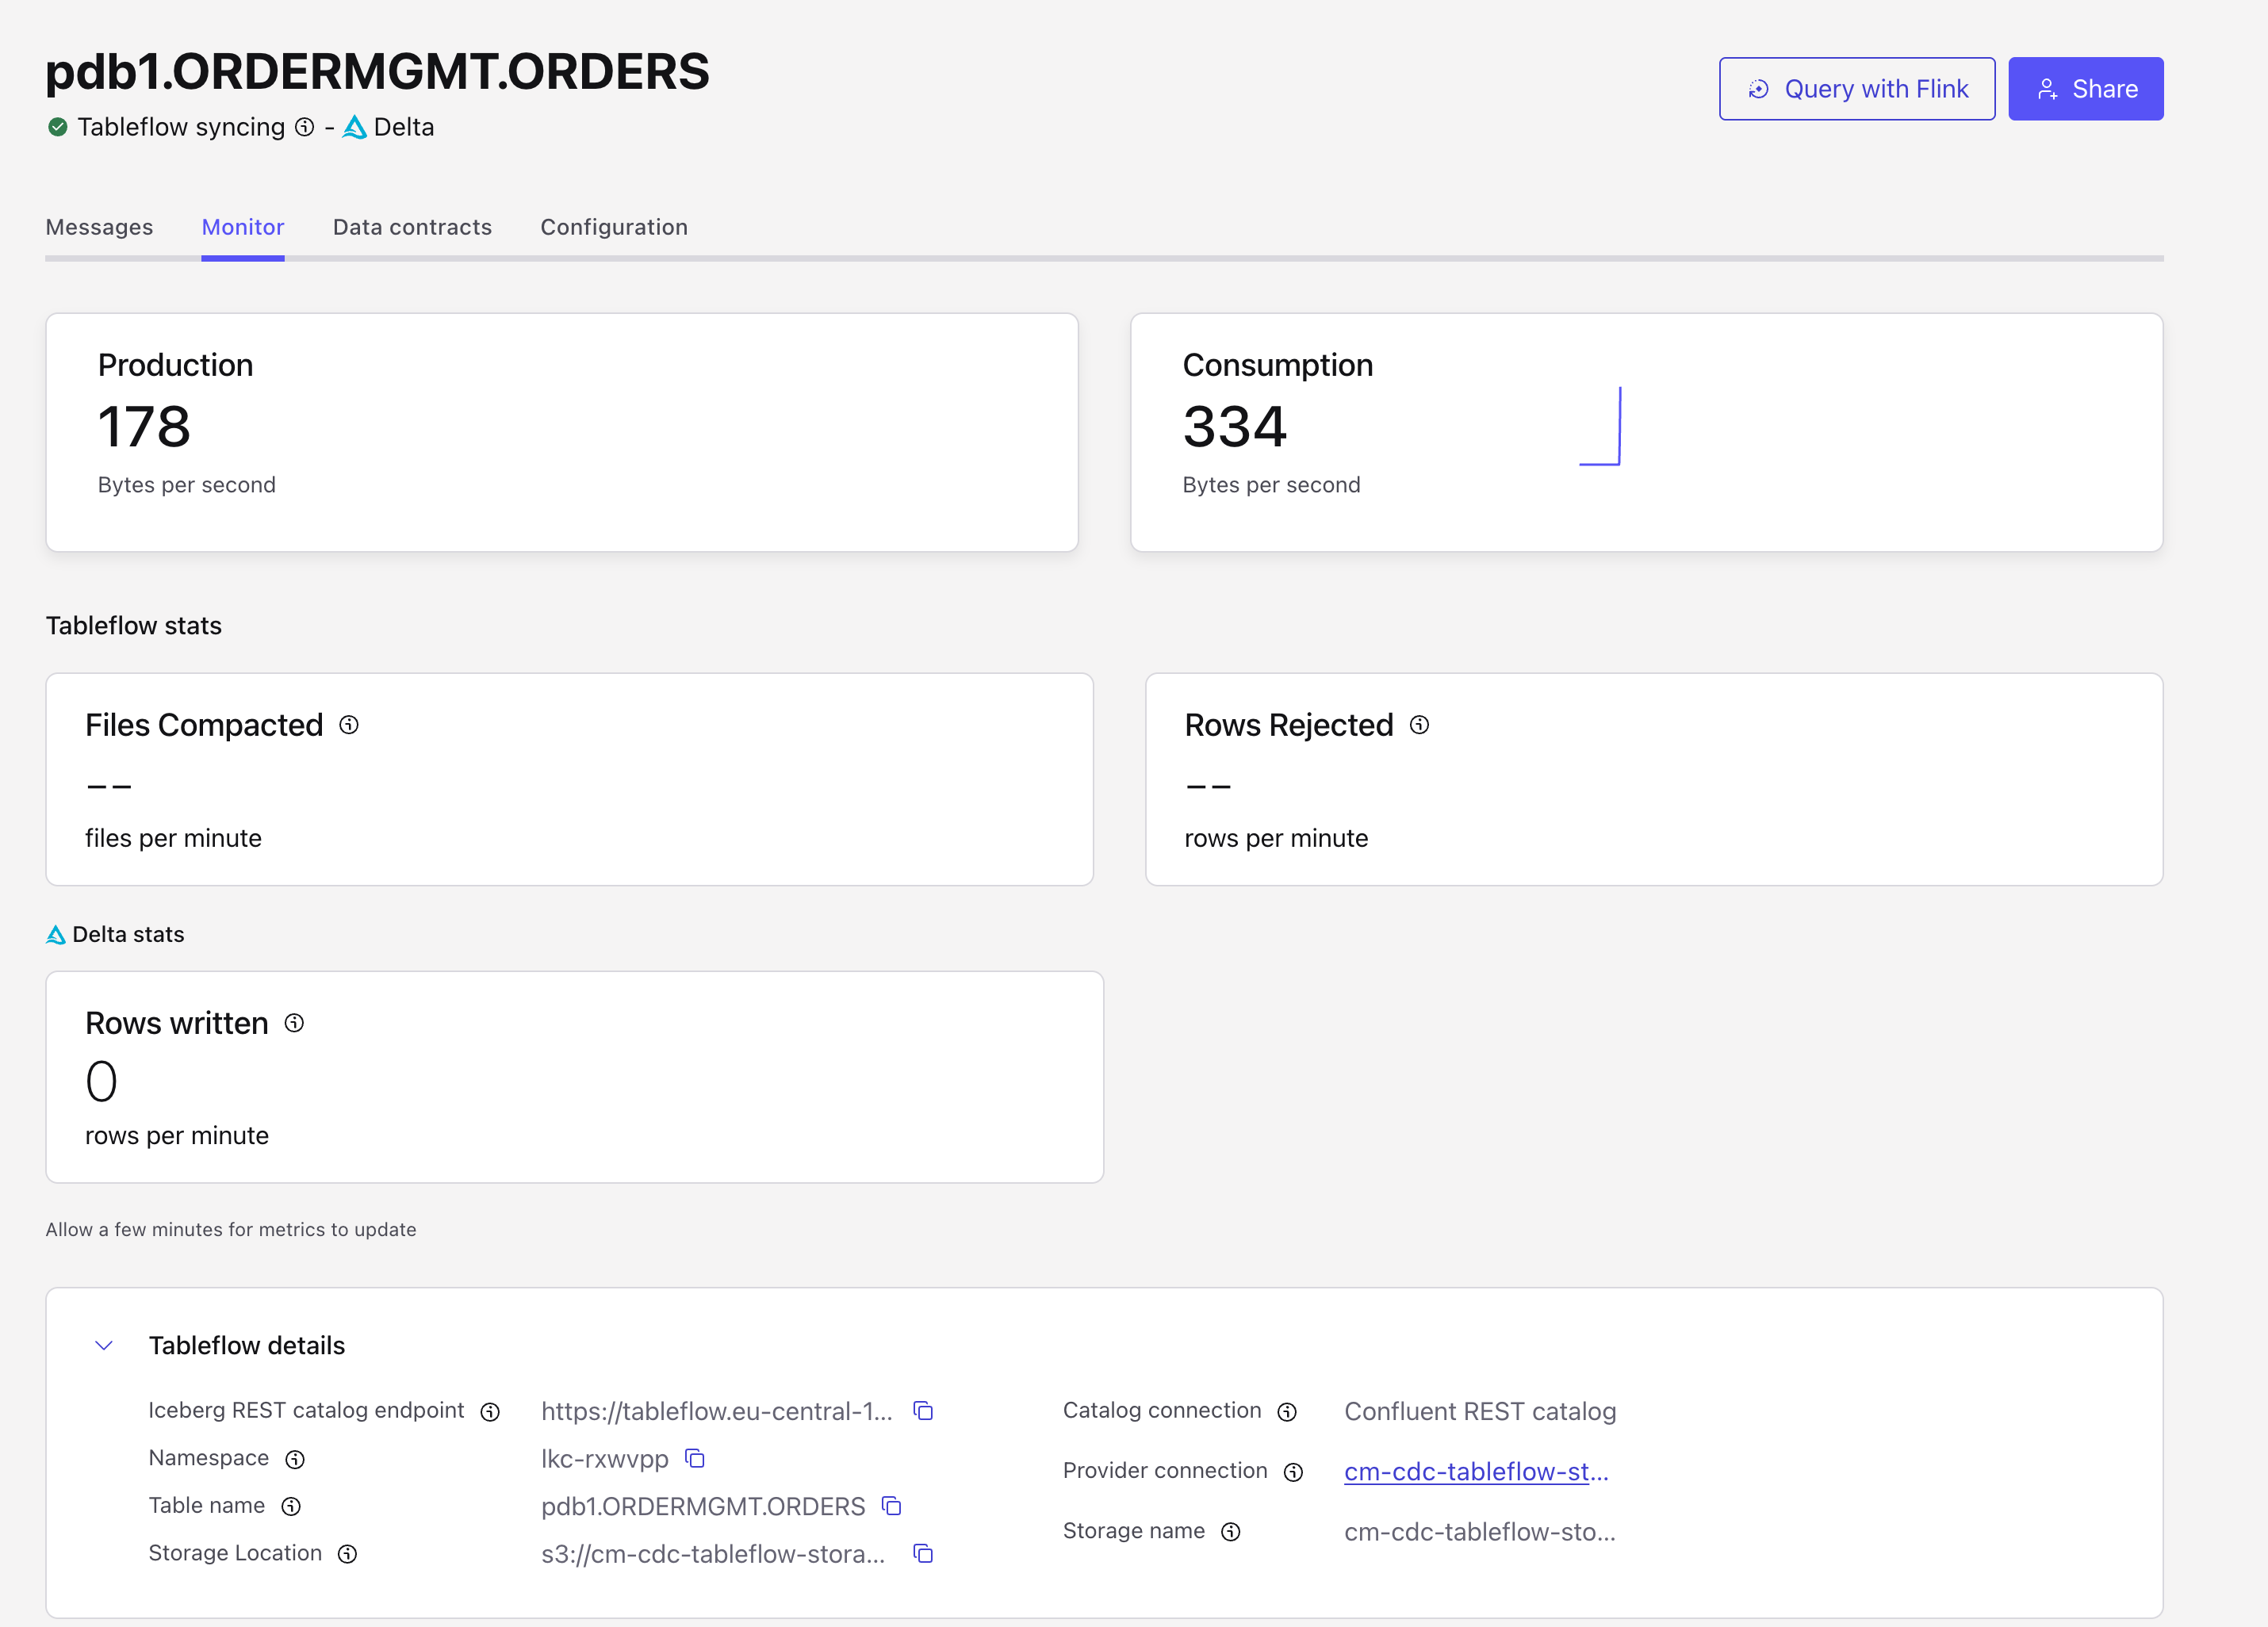 pdb1.ORDERMGMT.ORDERS
Tableflow syncing - Delta
Query with Flink
Share
Messages Monitor Data contracts Configuration
Production
178
Bytes per second
Consumption
334
Bytes per second
Tableflow stats
Files Compacted
--
files per minute
Rows Rejected
--
rows per minute
Delta stats
Rows written
0
rows per minute
Allow a few minutes for metrics to update
Tableflow details
Iceberg REST catalog endpoint https://tableflow.eu-central-1...
Namespace lkc-rxwvpp
Table name pdb1.ORDERMGMT.ORDERS
Storage Location s3://cm-cdc-tableflow-stora...
Catalog connection Confluent REST catalog
Provider connection cm-cdc-tableflow-st...
Storage name cm-cdc-tableflow-sto...